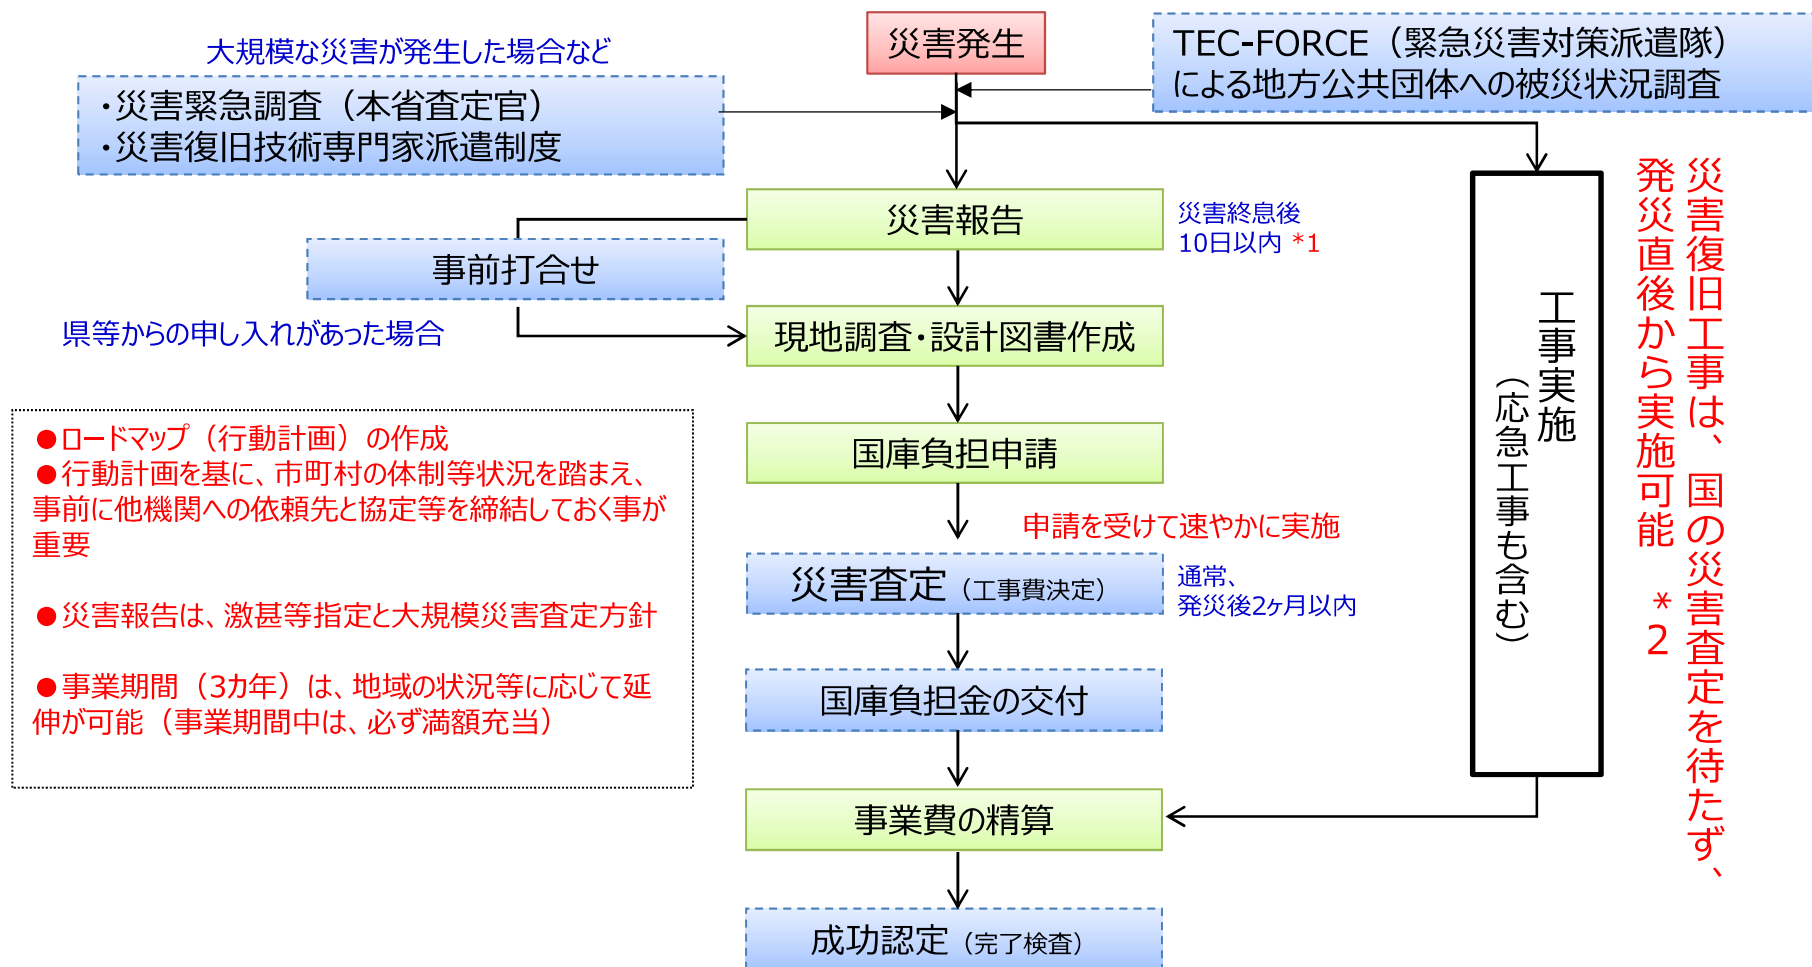 災害発生
大規模な災害が発生した場合など
・災害緊急調査（本省査定官）
・災害復旧技術専門家派遣制度
TEC-FORCE（緊急災害対策派遣隊）
による地方公共団体への被災状況調査
災害報告
災害終息後
10日以内 *1
事前打合せ
県等からの申し入れがあった場合
現地調査・設計図書作成
国庫負担申請
申請を受けて速やかに実施
災害査定（工事費決定）
通常、
発災後2ヶ月以内
国庫負担金の交付
事業費の精算
成功認定（完了検査）
工事実施
（応急工事も含む）
災害復旧工事は、国の災害査定を待たず、
発災直後から実施可能 *2
●ロードマップ（行動計画）の作成
●行動計画を基に、市町村の体制等状況を踏まえ、
事前に他機関への依頼先と協定等を締結しておく事が
重要
●災害報告は、激甚等指定と大規模災害査定方針
●事業期間（3カ年）は、地域の状況等に応じて延
伸が可能（事業期間中は、必ず満額充当）